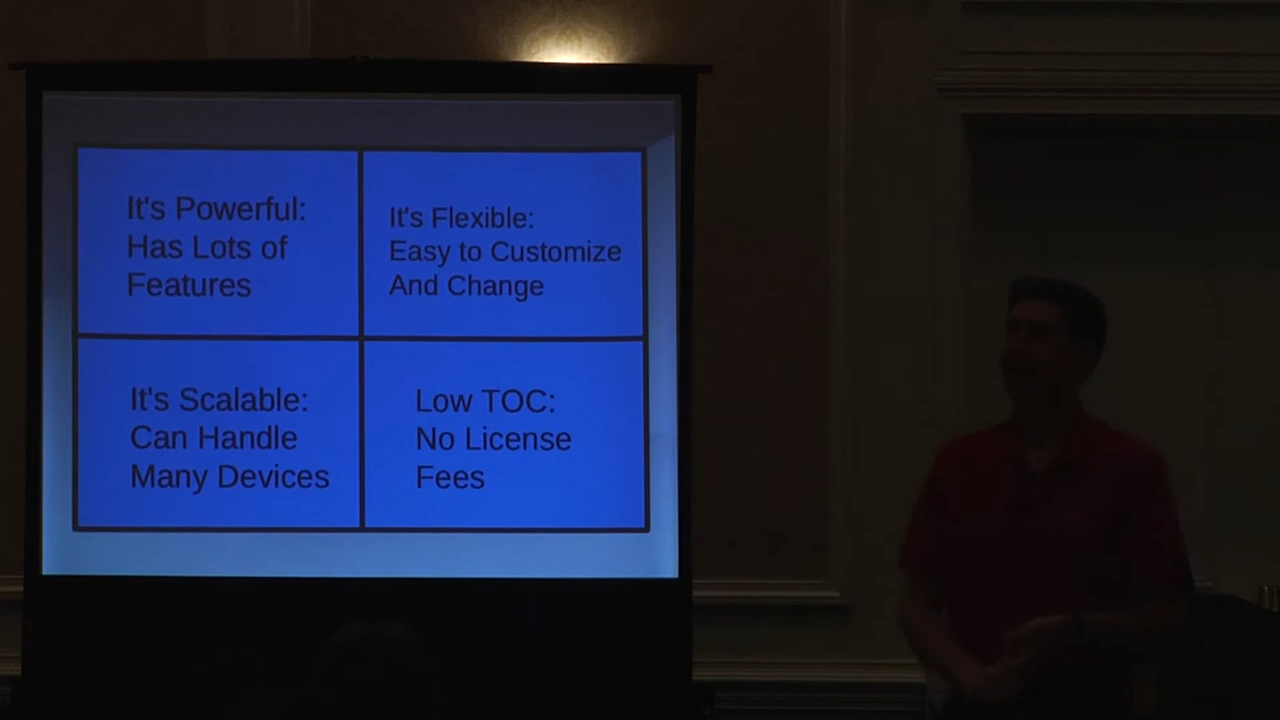 It's Powerful:
Has Lots of
Features
It's Flexible:
Easy to Customize
And Change
It's Scalable:
Can Handle
Many Devices
Low TOC:
No License
Fees